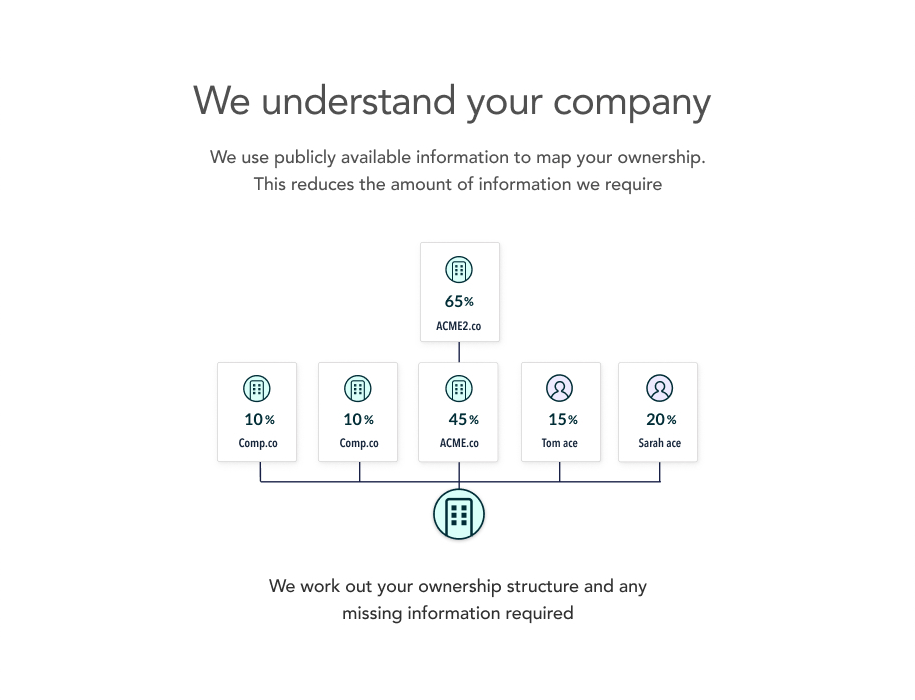 We understand your company
We use publicly available information to map your ownership.
This reduces the amount of information we require
65%
ACME2.co
10% 10% 45% 15% 20%
Comp.co Comp.co ACME.co Tom ace Sarah ace
We work out your ownership structure and any
missing information required